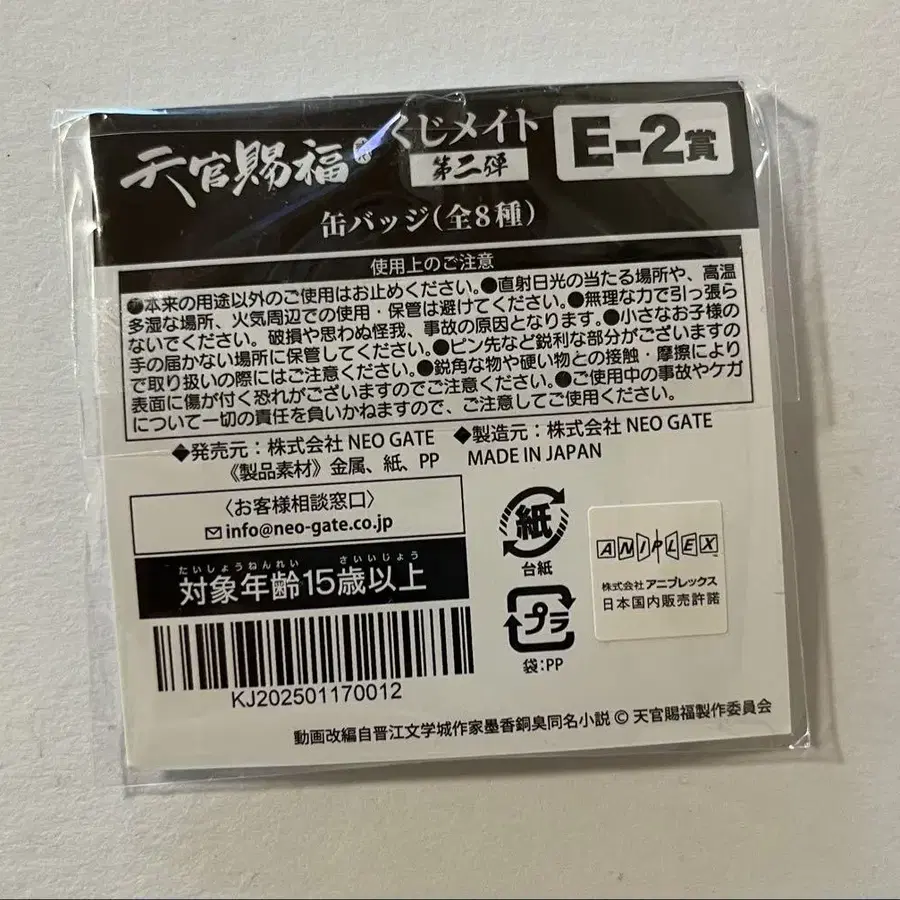 天官賜福
くじメイト
第二弾
E-2賞
缶バッジ(全8種)
使用上のご注意
●本来の用途以外のご使用はお止めください。●直射日光の当たる場所や、高温
多湿な場所、火気周辺での使用・保管は避けてください。●無理な力で引っ張ら
ないでください。破損や思わぬ怪我、事故の原因となります。●小さなお子様の
手の届かない場所に保管してください。●ピン先など鋭利な部分がございますの
で取り扱いの際にはご注意ください。●鋭角な物や硬い物との接触・摩擦により
表面に傷が付く恐れがございますのでご注意ください。●ご使用中の事故やケガ
について一切の責任を負いかねますので、ご注意してご使用ください。
◆発売元:株式会社 NEO GATE ◆製造元:株式会社 NEO GATE
《製品素材》金属、紙、PP MADE IN JAPAN
〈お客様相談窓口〉
info@neo-gate.co.jp
たいしょうねんれい さいいじょう
対象年齢15歳以上
KJ202501170012
紙
台紙
プラ
袋:PP
ANIPLEX
株式会社 アニプレックス
日本国内販売許諾
動画改編自晋江文学城作家墨香銅臭同名小説 © 天官賜福製作委員会